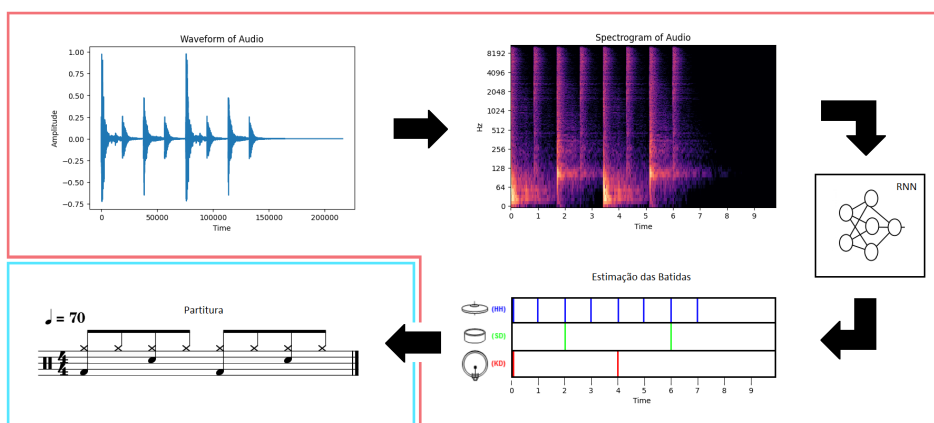 Waveform of Audio
1.00
0.75
0.50
0.25
0.00
−0.25
−0.50
−0.75
Amplitude
0 50000 100000 150000 200000
Time
Spectrogram of Audio
8192
4096
2048
1024
512
256
128
64
0
Hz
0 1 2 3 4 5 6 7 8 9
Time
RNN
Partitura
= 70
4
4
Estimação das Batidas
(HH)
(SD)
(KD)
0 1 2 3 4 5 6 7 8 9
Time